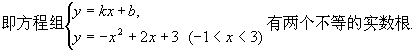 即方程组{y = kx + b, 有两个不等的实数根.
y = -x² + 2x + 3 (-1 < x < 3)